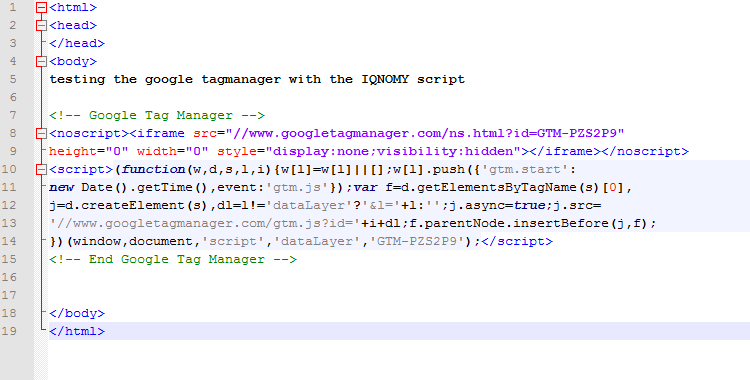 1 <html>
2 <head>
3 </head>
4 <body>
5 testing the google tagmanager with the IQNOMY script
6
7 <!-- Google Tag Manager -->
8 <noscript><iframe src="//www.googletagmanager.com/ns.html?id=GTM-PZS2P9"
9 height="0" width="0" style="display:none;visibility:hidden"></iframe></noscript>
10 <script>(function(w,d,s,l,i){w[l]=w[l]||[];w[l].push({'gtm.start':
11 new Date().getTime(),event:'gtm.js'});var f=d.getElementsByTagName(s)[0],
12 j=d.createElement(s),dl=l!='dataLayer'?'&l='+l:'';j.async=true;j.src=
13 '//www.googletagmanager.com/gtm.js?id='+i+dl;f.parentNode.insertBefore(j,f);
14 })(window,document,'script','dataLayer','GTM-PZS2P9');</script>
15 <!-- End Google Tag Manager -->
16
17
18 </body>
19 </html>